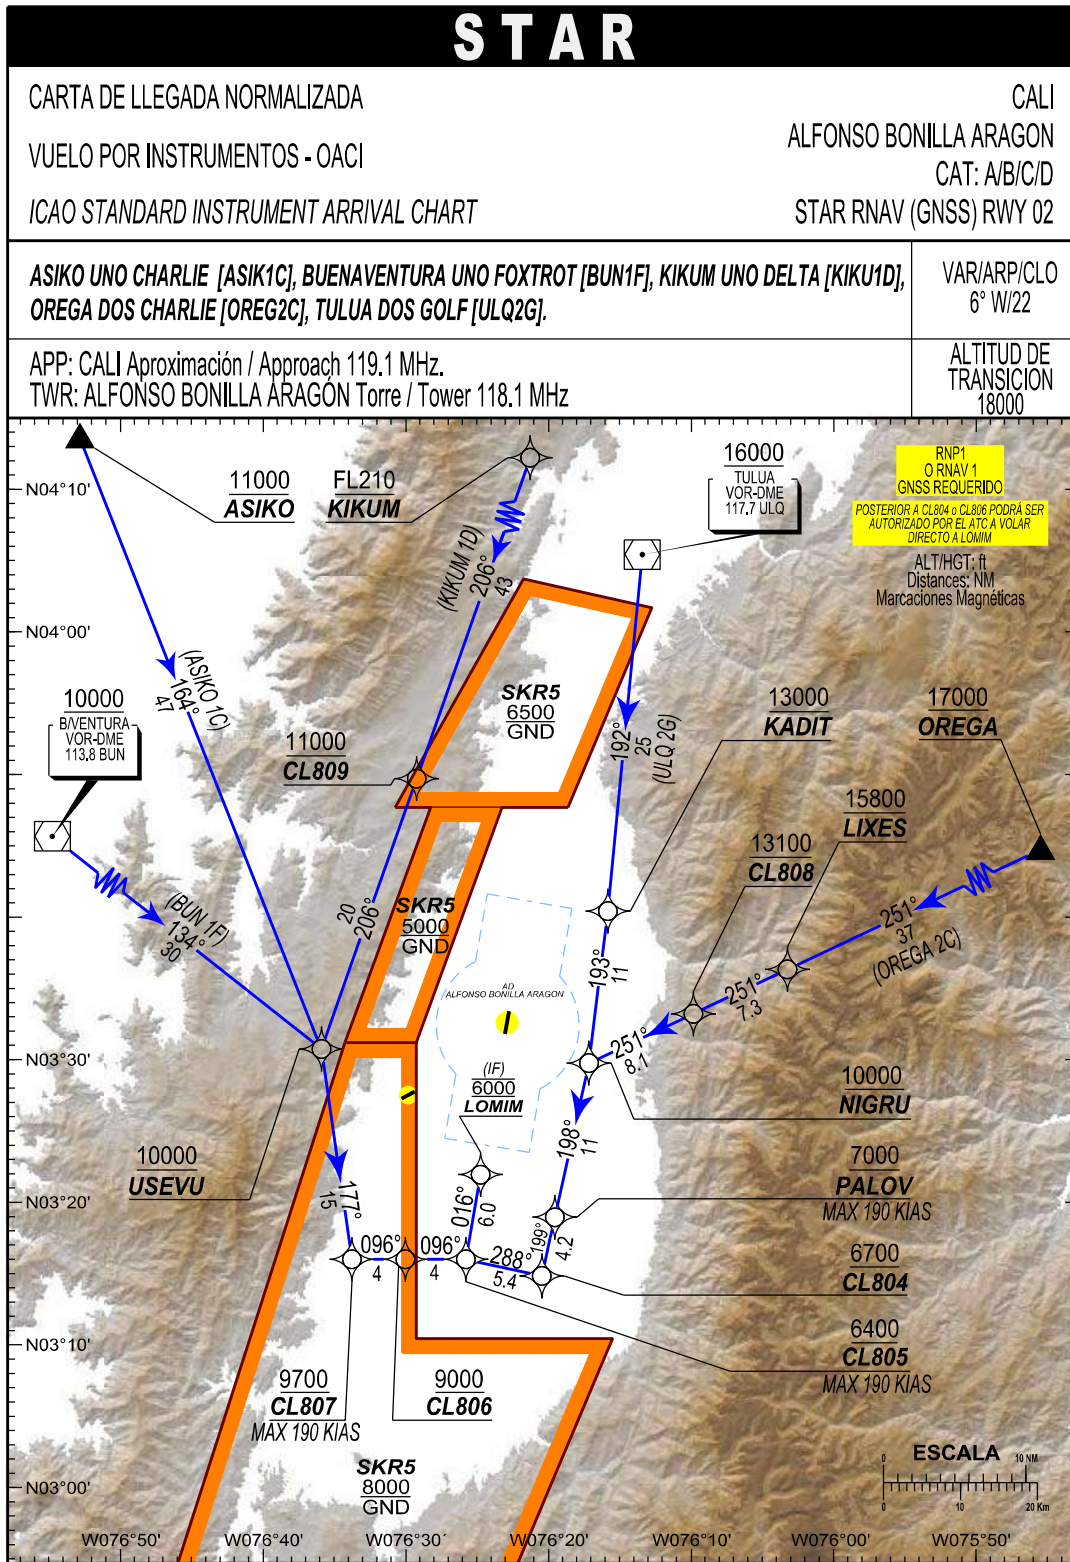 STAR
CARTA DE LLEGADA NORMALIZADA
VUELO POR INSTRUMENTOS - OACI
ICAO STANDARD INSTRUMENT ARRIVAL CHART
CALI
ALFONSO BONILLA ARAGON
CAT: A/B/C/D
STAR RNAV (GNSS) RWY 02
ASIKO UNO CHARLIE [ASIK1C], BUENAVENTURA UNO FOXTROT [BUN1F], KIKUM UNO DELTA [KIKU1D],
OREGA DOS CHARLIE [OREG2C], TULUA DOS GOLF [ULQ2G].
VAR/ARP/CLO
6° W/22
APP: CALI Aproximación / Approach 119.1 MHz.
TWR: ALFONSO BONILLA ARAGÓN Torre / Tower 118.1 MHz
ALTITUD DE
TRANSICION
18000
11000
ASIKO
FL210
KIKUM
16000
TULUA
VOR-DME
117.7 ULQ
RNP1
O RNAV 1
GNSS REQUERIDO
POSTERIOR A CL804 o CL806 PODRÁ SER
AUTORIZADO POR EL ATC A VOLAR
DIRECTO A LOMIM
ALT/HGT: ft
Distances: NM
Marcaciones Magnéticas
N04°10'
N04°00'
N03°30'
N03°20'
N03°10'
N03°00'
(KIKUM 1D)
206°
43
(ASIKO 1C)
164°
47
10000
B/VENTURA
VOR-DME
113.8 BUN
SKR5
6500
GND
192°
25
(ULQ 2G)
13000
KADIT
17000
OREGA
11000
CL809
15800
LIXES
13100
CL808
(BUN 1F)
134°
30
20
206°
SKR5
5000
GND
251°
37
(OREGA 2C)
193°
11
251°
7.3
251°
8.1
AD
ALFONSO BONILLA ARAGON
(IF)
6000
LOMIM
10000
NIGRU
198°
11
10000
USEVU
7000
PALOV
MAX 190 KIAS
177°
15
016°
6.0
199°
4.2
096°
4
096°
4
288°
5.4
6700
CL804
6400
CL805
MAX 190 KIAS
9700
CL807
MAX 190 KIAS
9000
CL806
SKR5
8000
GND
ESCALA
0
10 NM
0
10
20 Km
W076°50'
W076°40'
W076°30'
W076°20'
W076°10'
W076°00'
W075°50'